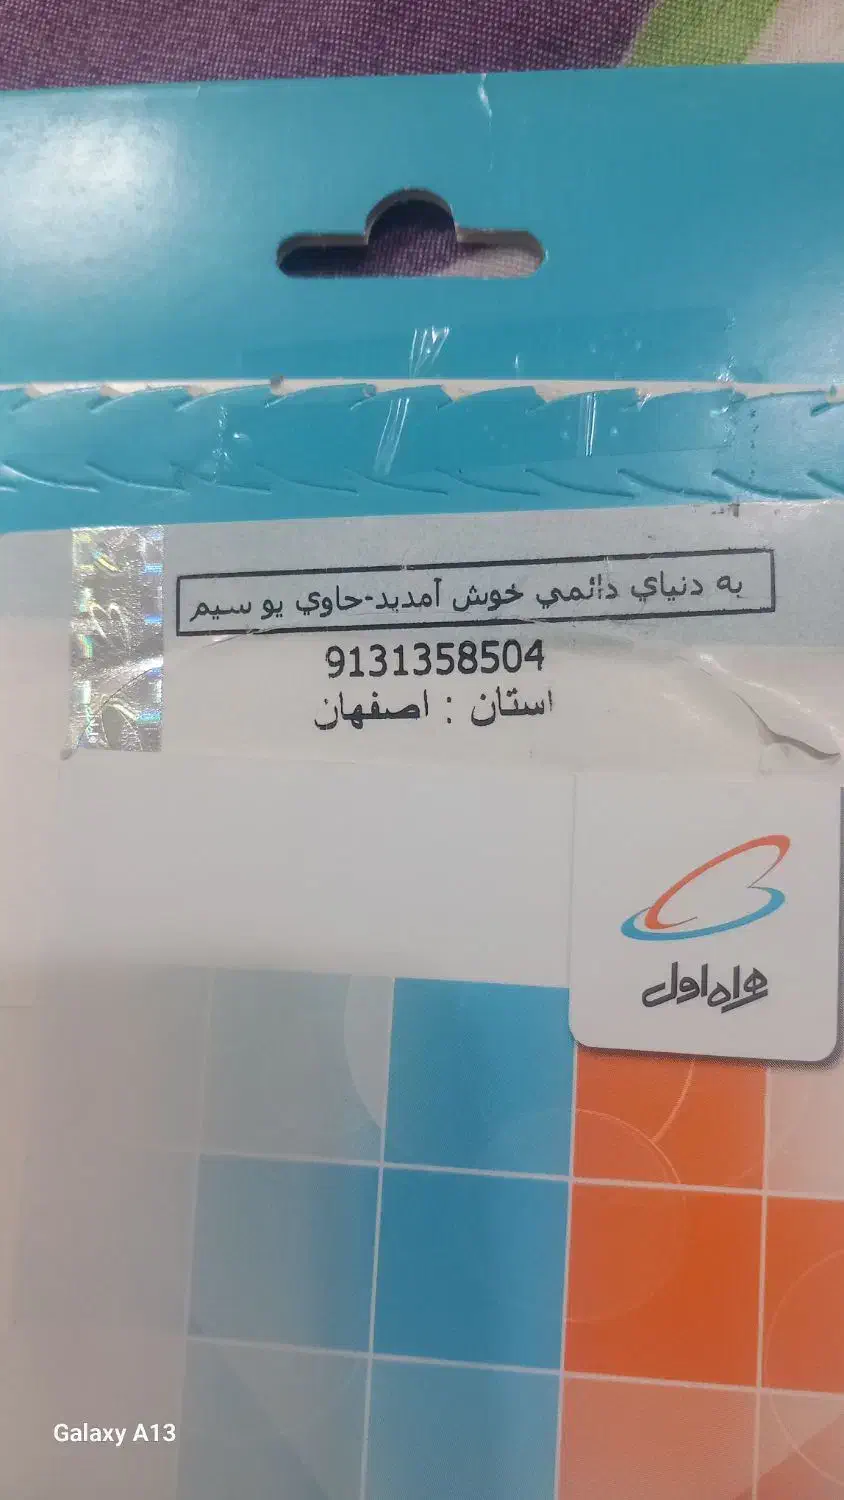 به دنياي دائمي خوش آمديد-حاوي يو سيم
9131358504
استان : اصفهان
همراه اول
Galaxy A13